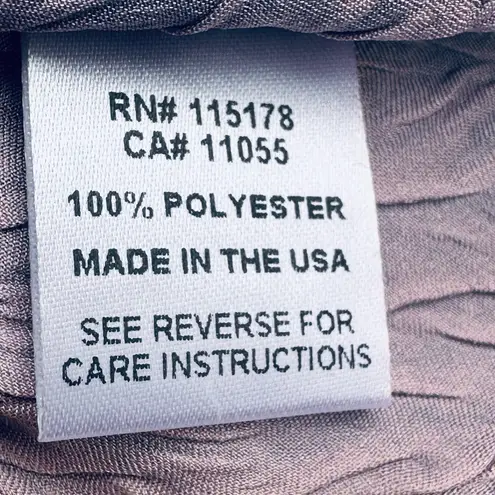 RN# 115178
CA# 11055
100% POLYESTER
MADE IN THE USA
SEE REVERSE FOR
CARE INSTRUCTIONS